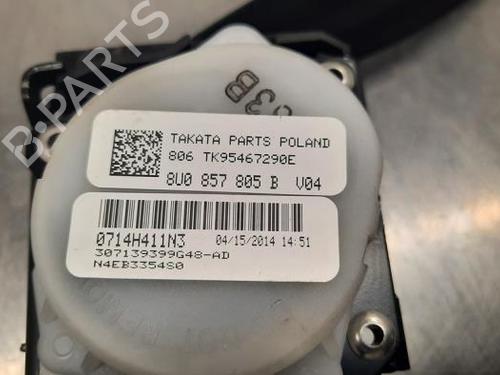 B-PARTS
B
TAKATA PARTS POLAND
806 TK95467290E
8U0 857 805 B V04
0714H411N3 04/15/2014 14:51
307139399G48-AD
N4EB3354S0